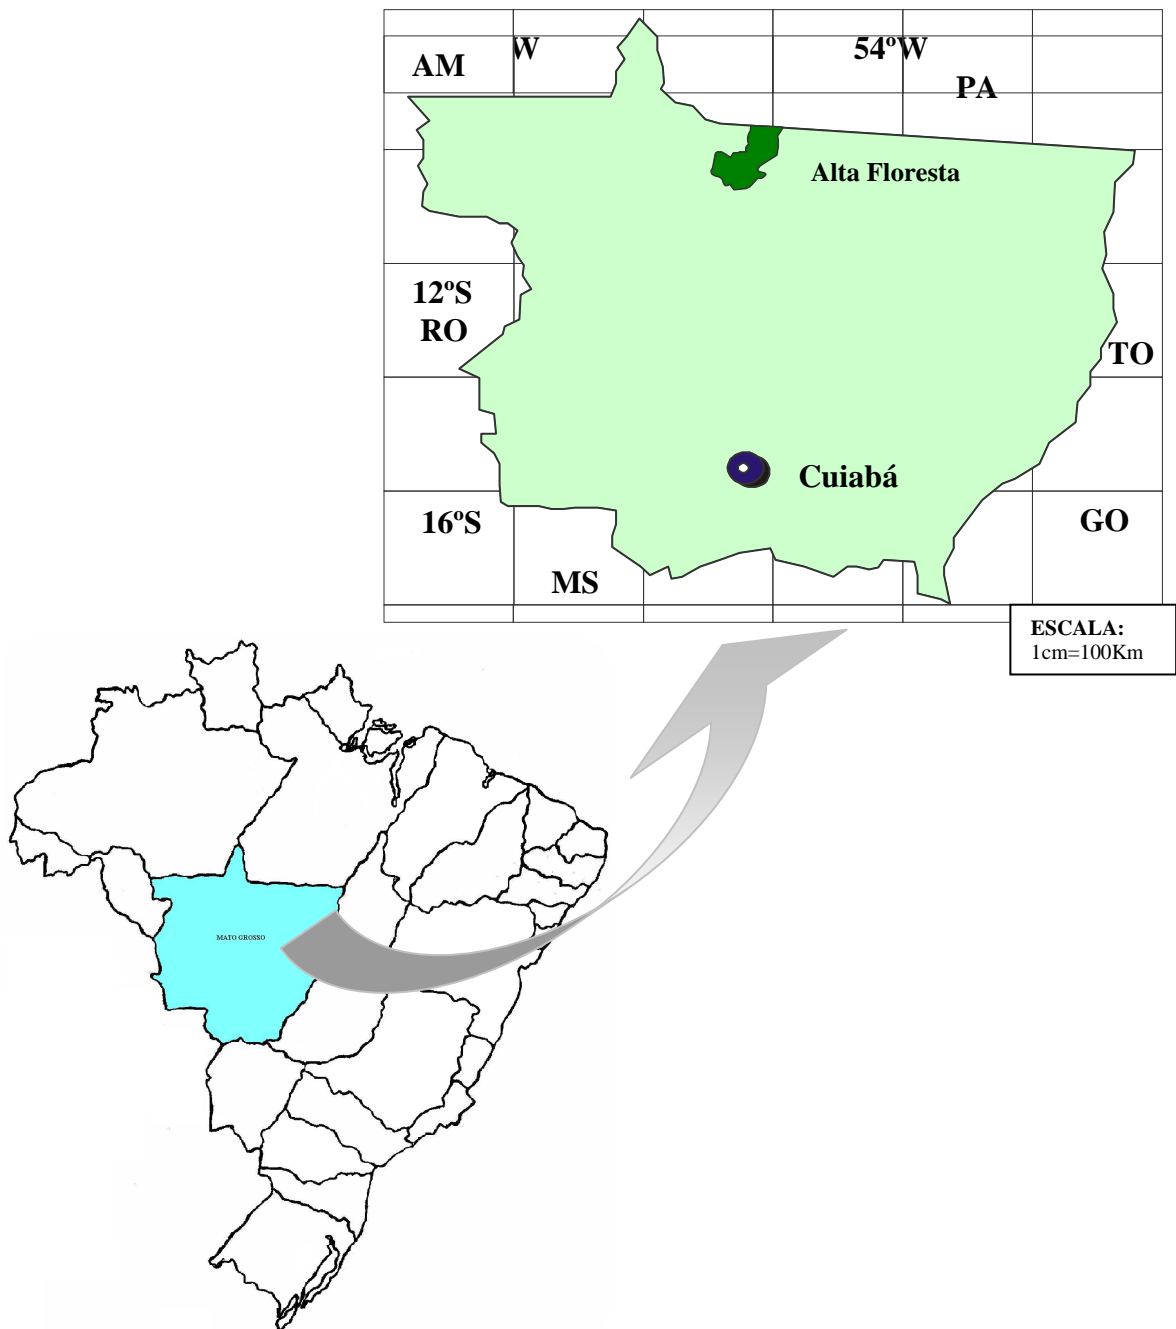 W 54ºW
AM
PA
Alta Floresta
12ºS
RO
TO
Cuiabá
16ºS
GO
MS
ESCALA:
1cm=100Km
MATO GROSSO